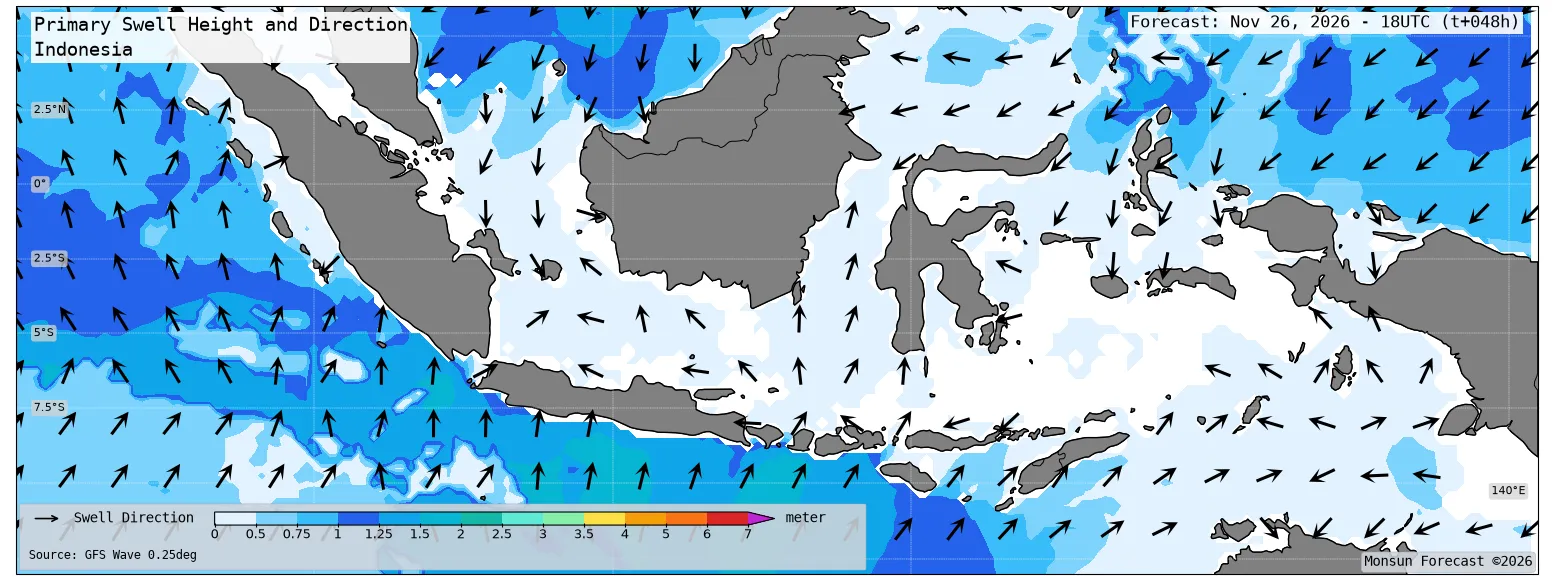 Primary Swell Height and Direction
Indonesia
Forecast: Nov 26, 2026 - 18UTC (t+048h)
2.5°N
0°
2.5°S
5°S
7.5°S
140°E
Swell Direction
0 0.5 0.75 1 1.25 1.5 2 2.5 3 3.5 4 5 6 7 meter
Source: GFS Wave 0.25deg
Monsun Forecast ©2026